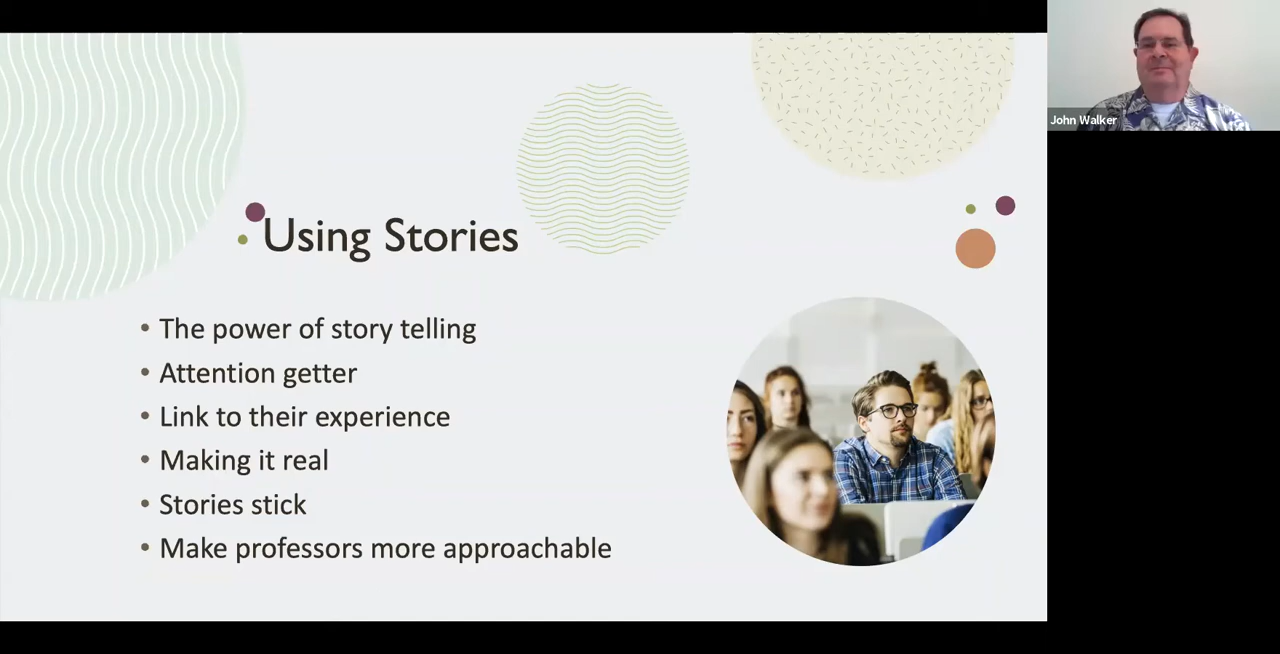 John Walker
Using Stories
• The power of story telling
• Attention getter
• Link to their experience
• Making it real
• Stories stick
• Make professors more approachable